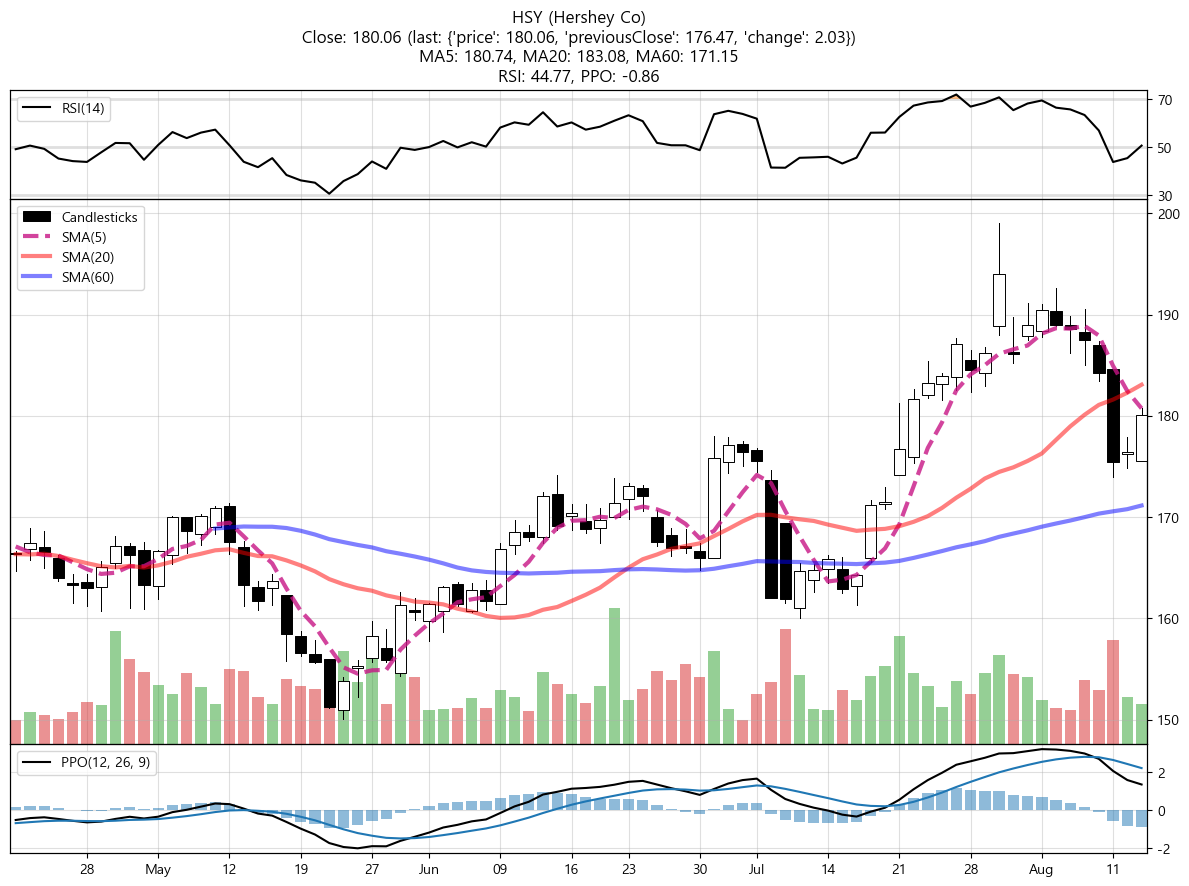 HSY (Hershey Co)
Close: 180.06 (last: {'price': 180.06, 'previousClose': 176.47, 'change': 2.03})
MA5: 180.74, MA20: 183.08, MA60: 171.15
RSI: 44.77, PPO: -0.86
RSI(14)
70
50
30
Candlesticks
SMA(5)
SMA(20)
SMA(60)
200
190
180
170
160
150
PPO(12, 26, 9)
2
0
-2
28 May 12 19 27 Jun 09 16 23 30 Jul 14 21 28 Aug 11